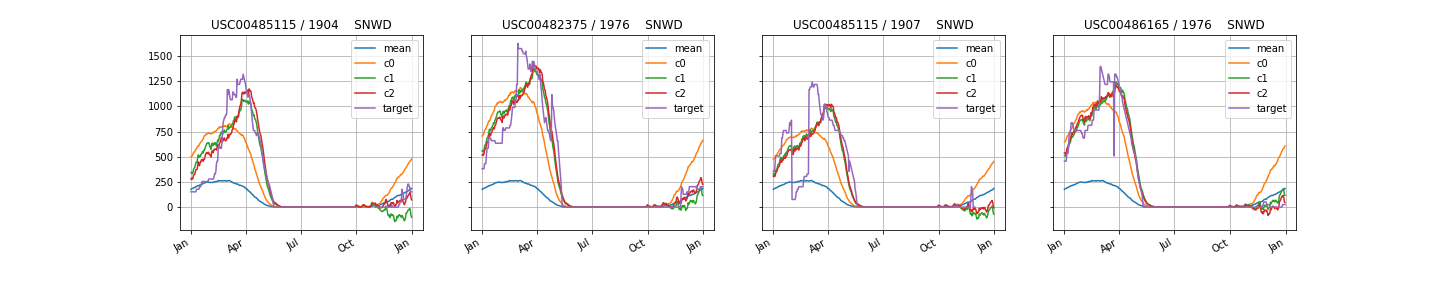 USC00485115 / 1904 SNWD
1500
1250
1000
750
500
250
0
mean
c0
c1
c2
target
Jan
Apr
Jul
Oct
Jan
USC00482375 / 1976 SNWD
mean
c0
c1
c2
target
Jan
Apr
Jul
Oct
Jan
USC00485115 / 1907 SNWD
mean
c0
c1
c2
target
Jan
Apr
Jul
Oct
Jan
USC00486165 / 1976 SNWD
mean
c0
c1
c2
target
Jan
Apr
Jul
Oct
Jan